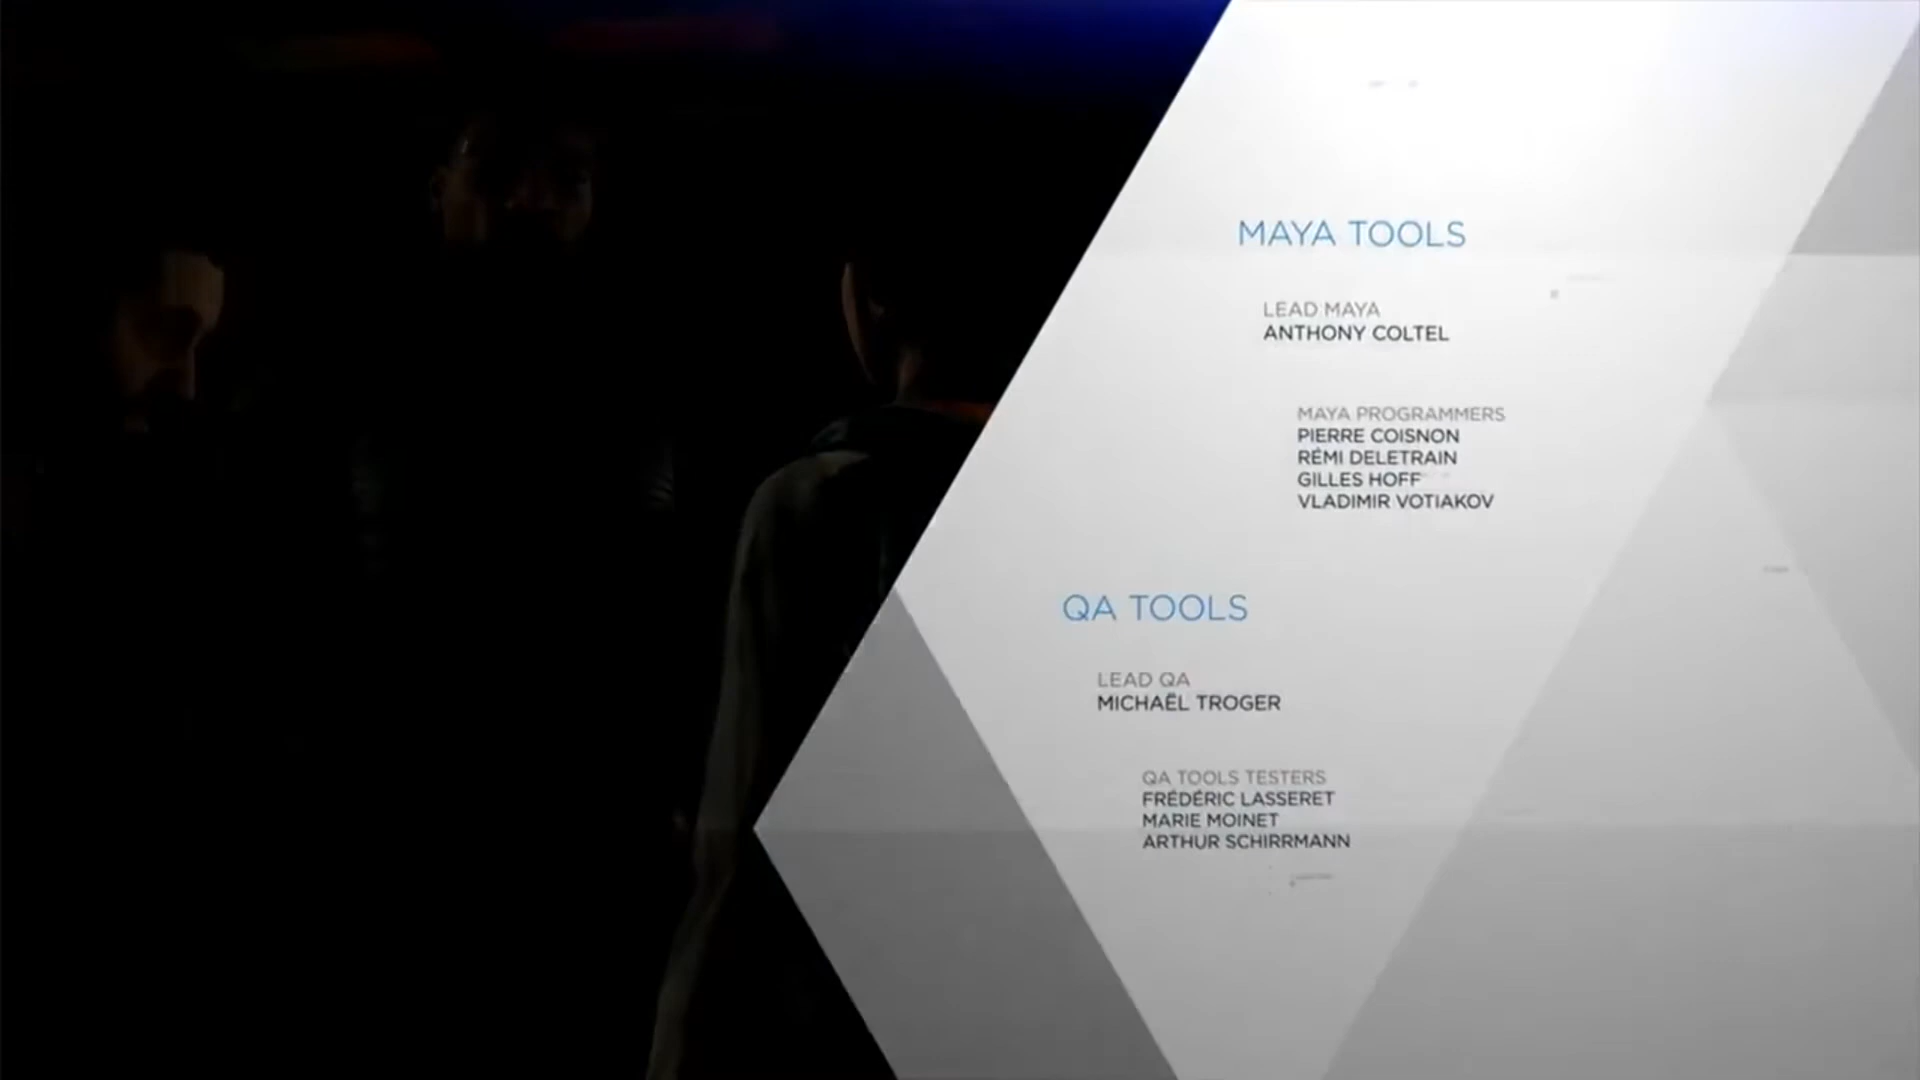 MAYA TOOLS
LEAD MAYA
ANTHONY COLTEL
MAYA PROGRAMMERS
PIERRE COISNON
RÉMI DELETRAIN
GILLES HOFF
VLADIMIR VOTIAKOV
QA TOOLS
LEAD QA
MICHAËL TROGER
QA TOOLS TESTERS
FRÉDÉRIC LASSERET
MARIE MOINET
ARTHUR SCHIRRMANN